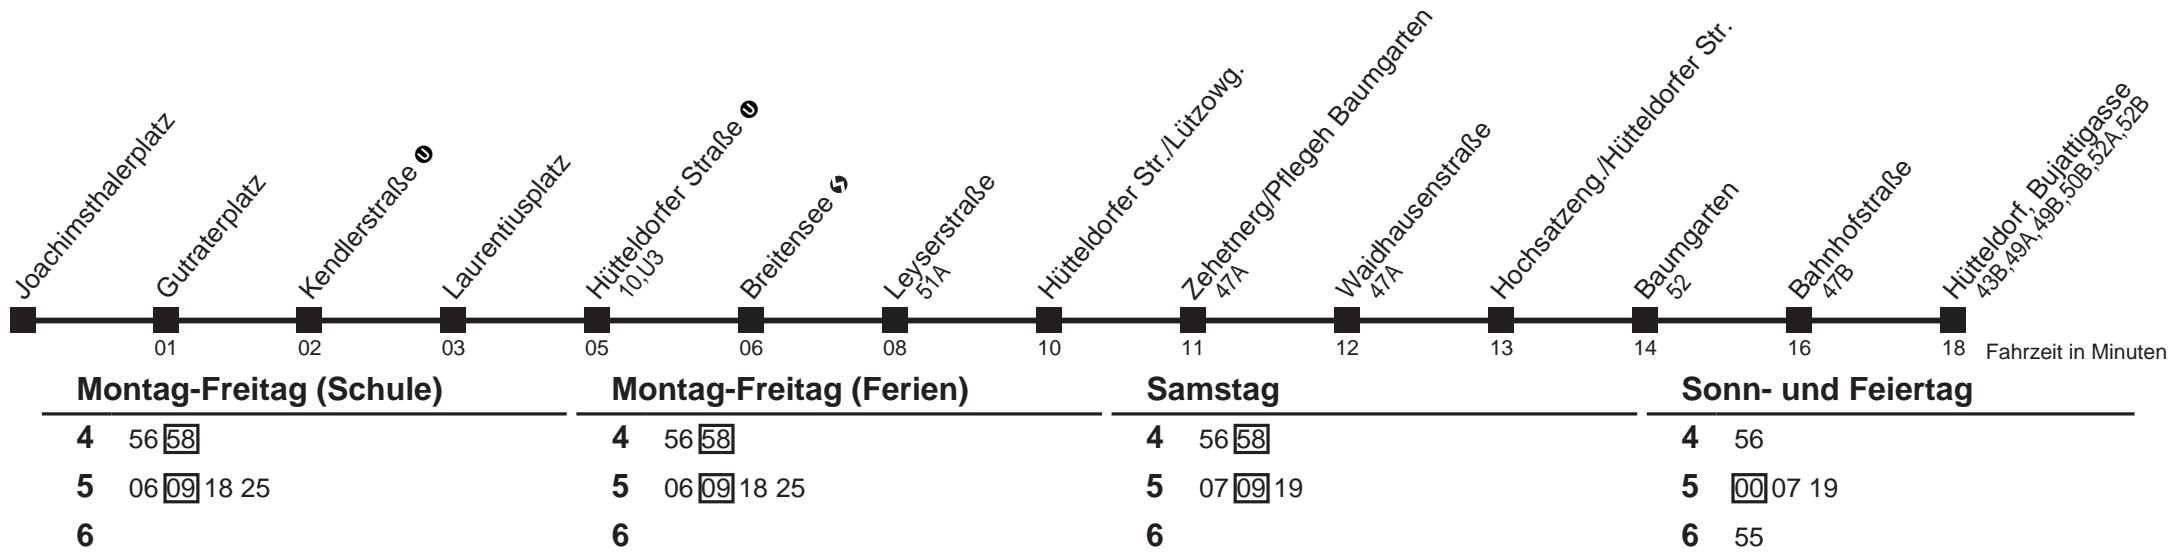 Joachimsthalerplatz
Gutraterplatz
Kendlerstraße U
Laurentiusplatz
Hütteldorfer Straße U
10,U3
Breitensee S
Leyserstraße
51A
Hütteldorfer Str./Lützowg.
Zehetnerg/Pflegeh Baumgarten
47A
Waidhausenstraße
47A
Hochsatzeng./Hütteldorfer Str.
Baumgarten
52
Bahnhofstraße
47B
Hütteldorf, Bujattigasse
43B,49A,49B,50B,52A,52B
01 02 03 05 06 08 10 11 12 13 14 16 18 Fahrzeit in Minuten
Montag-Freitag (Schule)
4 56 58
5 06 09 18 25
6
Montag-Freitag (Ferien)
4 56 58
5 06 09 18 25
6
Samstag
4 56 58
5 07 09 19
6
Sonn- und Feiertag
4 56
5 00 07 19
6 55